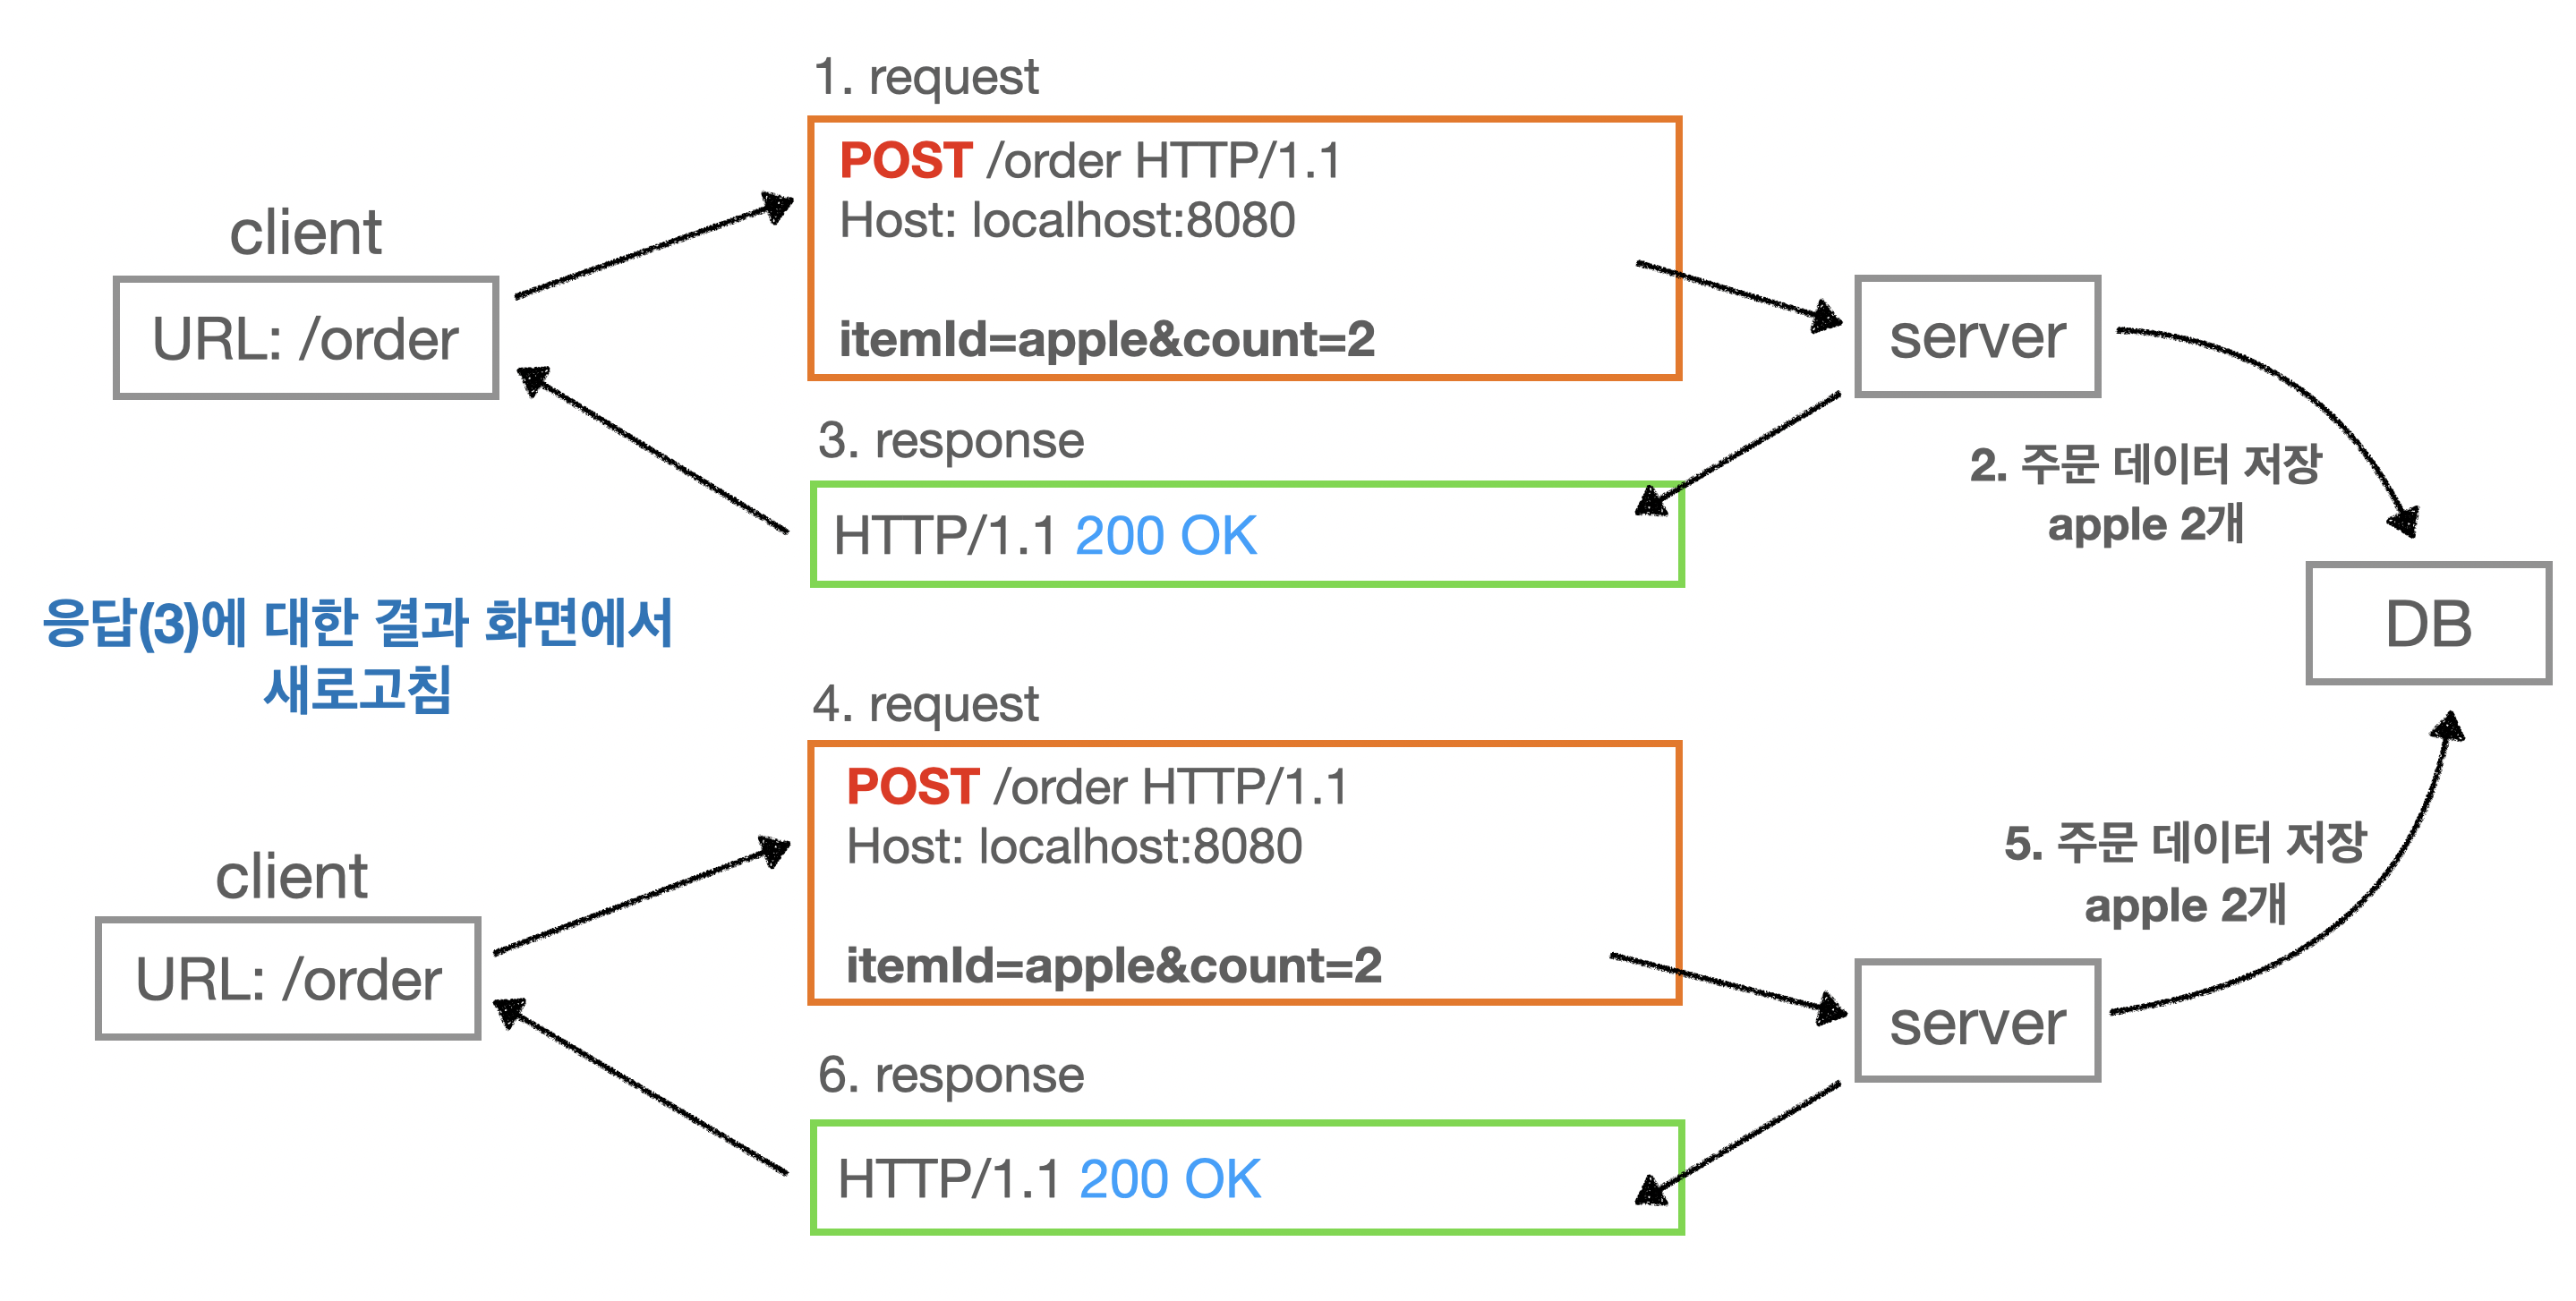 1. request
POST /order HTTP/1.1
Host: localhost:8080
itemId=apple&count=2
client
URL: /order
server
3. response
HTTP/1.1 200 OK
2. 주문 데이터 저장
apple 2개
DB
응답(3)에 대한 결과 화면에서
새로고침
4. request
POST /order HTTP/1.1
Host: localhost:8080
itemId=apple&count=2
client
URL: /order
5. 주문 데이터 저장
apple 2개
server
6. response
HTTP/1.1 200 OK